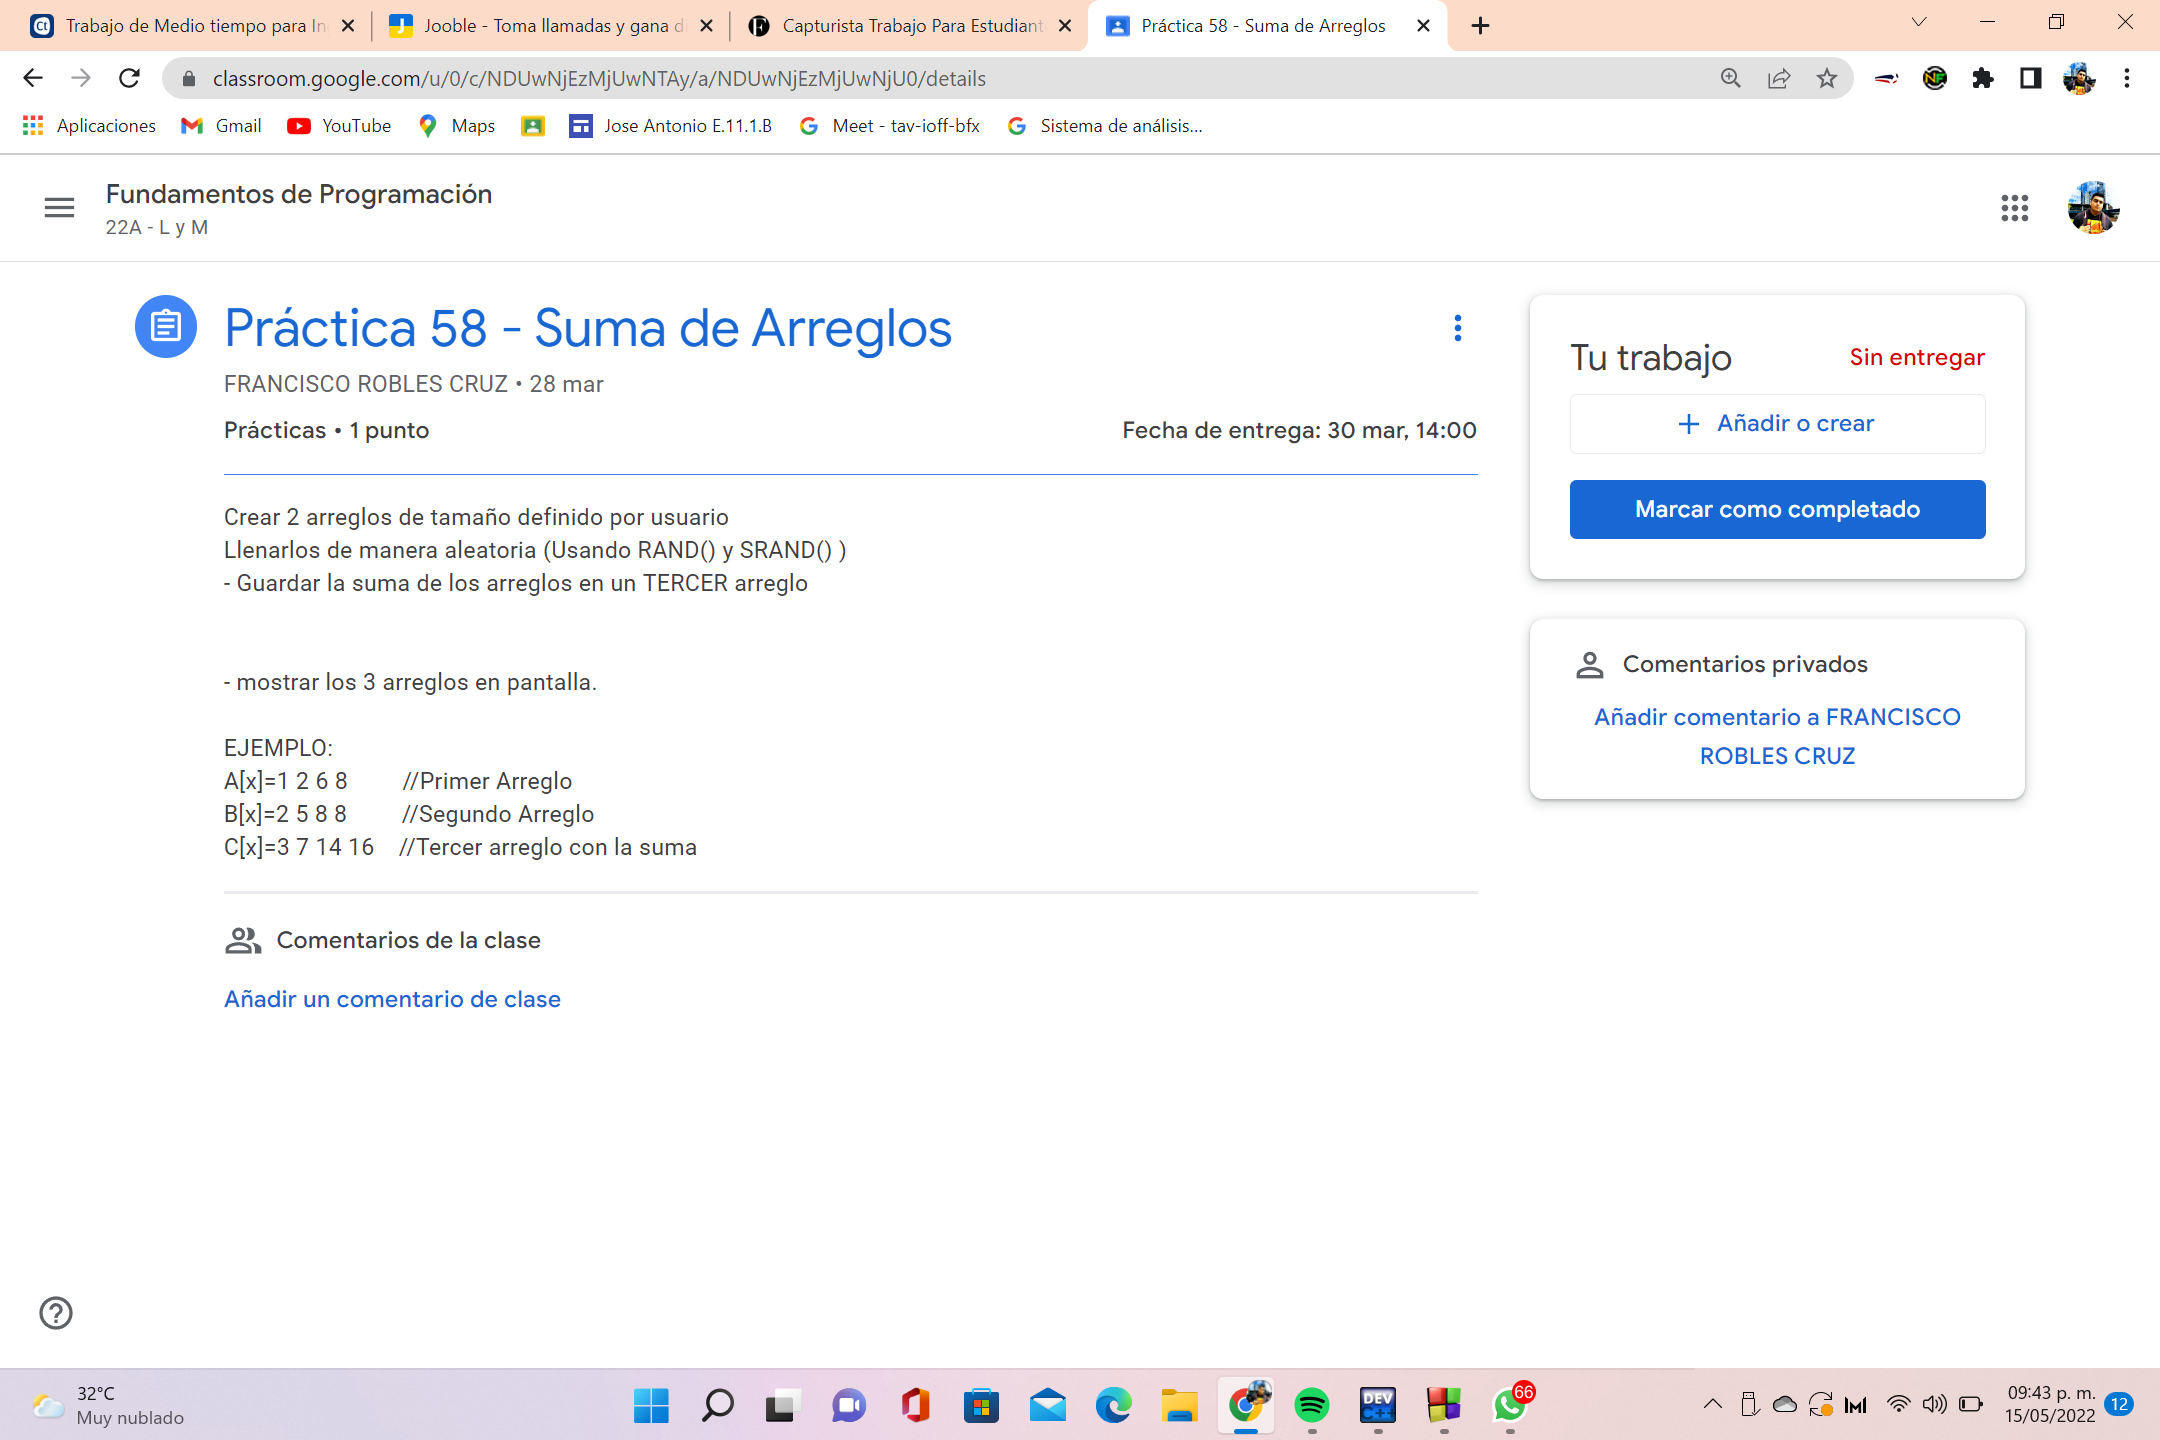 Trabajo de Medio tiempo para In
Jooble - Toma llamadas y gana di
Capturista Trabajo Para Estudiant
Práctica 58 - Suma de Arreglos
classroom.google.com/u/0/c/NDUwNjEzMjUwNTAy/a/NDUwNjEzMjUwNjU0/details
Aplicaciones
Gmail
YouTube
Maps
Jose Antonio E.11.1.B
Meet - tav-ioff-bfx
Sistema de análisis...
Fundamentos de Programación
22A - L y M
Práctica 58 - Suma de Arreglos
FRANCISCO ROBLES CRUZ • 28 mar
Prácticas • 1 punto
Fecha de entrega: 30 mar, 14:00
Crear 2 arreglos de tamaño definido por usuario
Llenarlos de manera aleatoria (Usando RAND() y SRAND() )
- Guardar la suma de los arreglos en un TERCER arreglo
- mostrar los 3 arreglos en pantalla.
EJEMPLO:
A[x]=1 2 6 8 //Primer Arreglo
B[x]=2 5 8 8 //Segundo Arreglo
C[x]=3 7 14 16 //Tercer arreglo con la suma
Comentarios de la clase
Añadir un comentario de clase
Tu trabajo
Sin entregar
+ Añadir o crear
Marcar como completado
Comentarios privados
Añadir comentario a FRANCISCO
ROBLES CRUZ
32°C
Muy nublado
DEV
C++
66
09:43 p. m.
15/05/2022
12